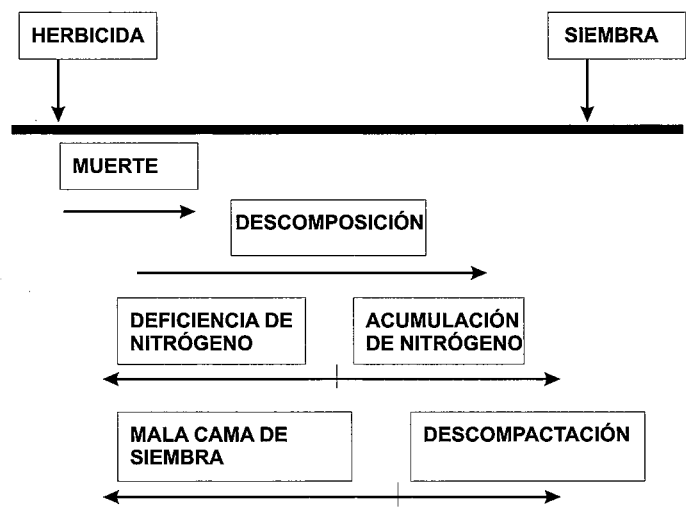 HERBICIDA
SIEMBRA
MUERTE
DESCOMPOSICIÓN
DEFICIENCIA DE
NITRÓGENO
ACUMULACIÓN
DE NITRÓGENO
MALA CAMA DE
SIEMBRA
DESCOMPACTACIÓN